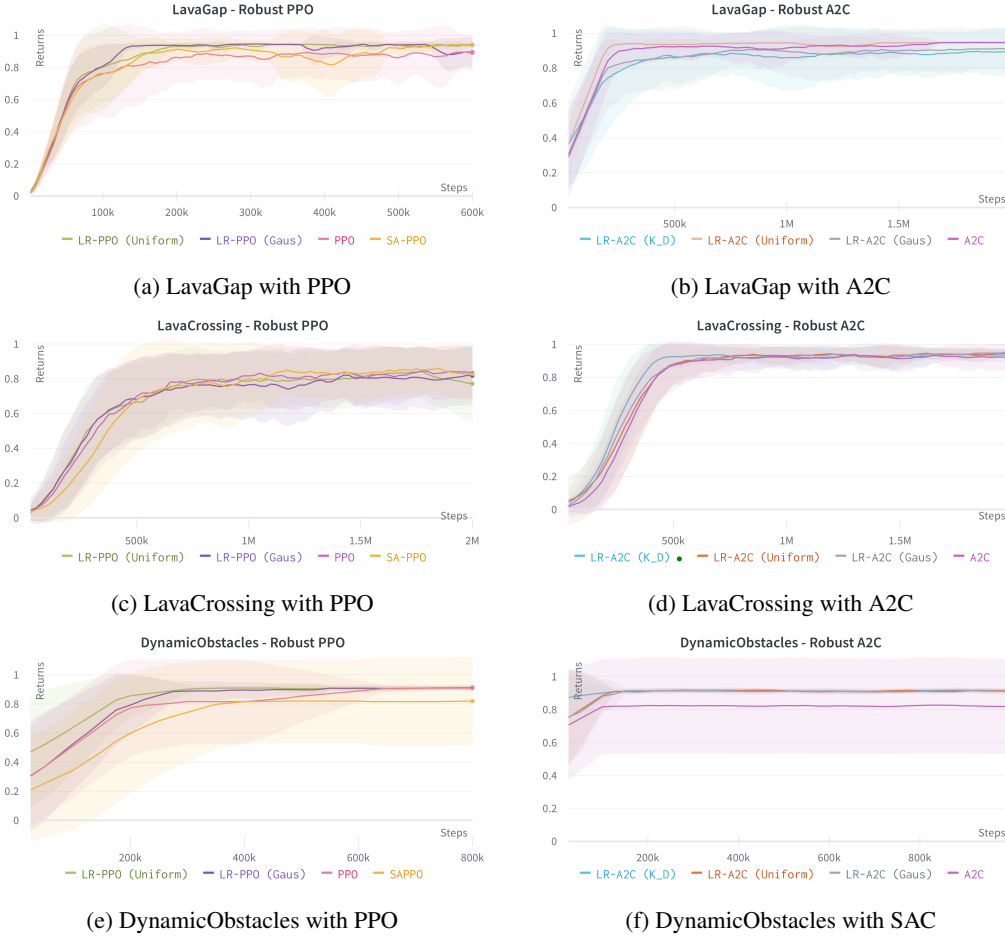 LavaGap - Robust PPO
Returns
1
0.8
0.6
0.4
0.2
0
Steps
100k 200k 300k 400k 500k 600k
LR-PPO (Uniform) LR-PPO (Gaus) PPO SA-PPO
(a) LavaGap with PPO
LavaGap - Robust A2C
Returns
1
0.8
0.6
0.4
0.2
0
Steps
500k 1M 1.5M
LR-A2C (K_D) LR-A2C (Uniform) LR-A2C (Gaus) A2C
(b) LavaGap with A2C
LavaCrossing - Robust PPO
Returns
1
0.8
0.6
0.4
0.2
0
Steps
500k 1M 1.5M 2M
LR-PPO (Uniform) LR-PPO (Gaus) PPO SA-PPO
(c) LavaCrossing with PPO
LavaCrossing - Robust A2C
Returns
1
0.8
0.6
0.4
0.2
0
Steps
500k 1M 1.5M
LR-A2C (K_D) LR-A2C (Uniform) LR-A2C (Gaus) A2C
(d) LavaCrossing with A2C
DynamicObstacles - Robust PPO
Returns
1
0.8
0.6
0.4
0.2
0
Steps
200k 400k 600k 800k
LR-PPO (Uniform) LR-PPO (Gaus) PPO SAPPO
(e) DynamicObstacles with PPO
DynamicObstacles - Robust A2C
Returns
1
0.8
0.6
0.4
0.2
0
Steps
200k 400k 600k 800k
LR-A2C (K_D) LR-A2C (Uniform) LR-A2C (Gaus) A2C
(f) DynamicObstacles with SAC